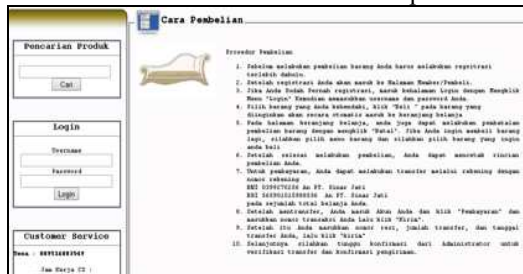 Cara Pembelian
Pencarian Produk
Cari
Login
Username
Password
Login
Customer Service
Jam Kerja CS :
Prosedur Pembelian
1. Sebelum melakukan pembelian barang Anda harus melakukan registrasi
terlebih dahulu.
2. Setelah registrasi Anda akan masuk ke Halaman Member/Pembeli.
3. Jika Anda Sudah Pernah registrasi, masuk kehalaman Login dengan Mengklik
Menu "Login" Kemudian memasukkan username dan password Anda.
4. Pilih barang yang Anda kehendaki, klik "Beli " pada barang yang
diinginkan akan secara otomatis masuk ke keranjang belanja
5. Pada halaman keranjang belanja, anda juga dapat melakukan pembatalan
pembelian barang dengan mengklik "Batal". Jika Anda ingin membeli barang
lagi, silahkan pilih menu barang dan silahkan pilih barang yang ingin
anda beli
6. Setelah selesai melakukan pembelian, Anda dapat mencetak rincian
pembelian Anda.
7. Untuk pembayaran, Anda dapat melakukan transfer melalui rekening dengan
nomor rekening
An PT. Sinar Jati
An PT. Sinar Jati
pada sejumlah total belanja Anda.
8. Setelah mentransfer, Anda masuk Akun Anda dan klik "Pembayaran" dan
masukkan nomor transaksi Anda Lalu klik "Kirim".
9. Setelah itu Anda masukkan nomor resi, jumlah transfer, dan tanggal
transfer Anda, lalu klik "kirim"
10. Selanjutnya silahkan tunggu konfirmasi dari Administrator untuk
verifikasi transfer dan konfirmasi pengiriman.